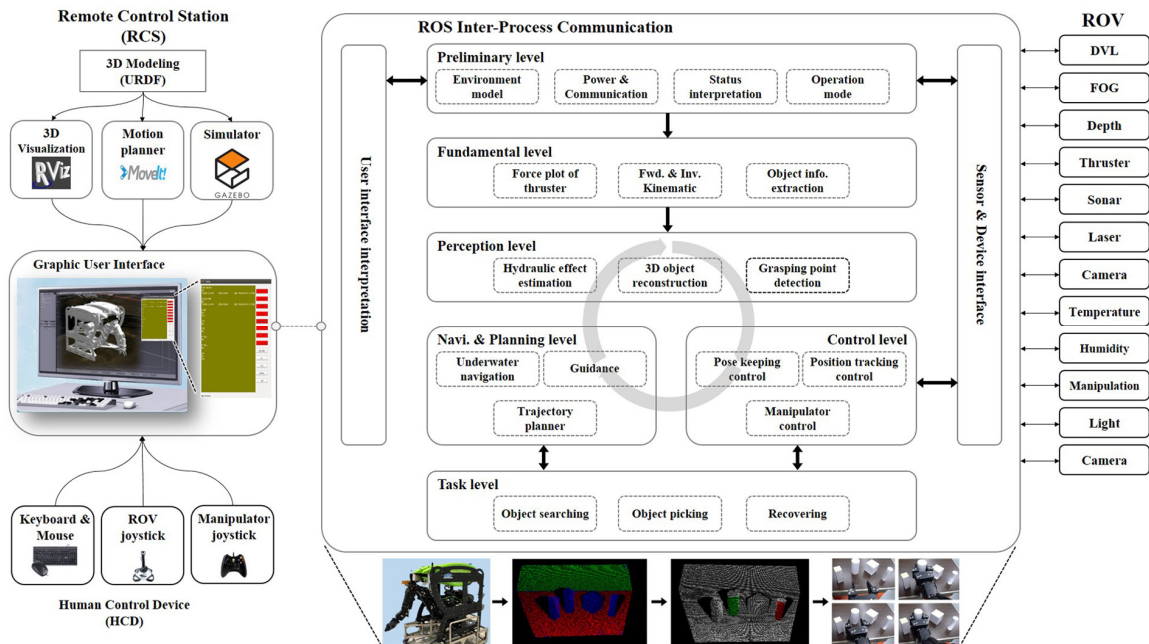 Remote Control Station
(RCS)
3D Modeling
(URDF)
3D
Visualization
RViz
Motion
planner
MoveIt!
Simulator
GAZEBO
Graphic User Interface
Keyboard &
Mouse
ROV
joystick
Manipulator
joystick
Human Control Device
(HCD)
ROS Inter-Process Communication
User interface interpretation
Preliminary level
Environment
model
Power &
Communication
Status
interpretation
Operation
mode
Fundamental level
Force plot of
thruster
Fwd. & Inv.
Kinematic
Object info.
extraction
Perception level
Hydraulic effect
estimation
3D object
reconstruction
Grasping point
detection
Navi. & Planning level
Underwater
navigation
Guidance
Trajectory
planner
Control level
Pose keeping
control
Position tracking
control
Manipulator
control
Task level
Object searching
Object picking
Recovering
Sensor & Device interface
ROV
DVL
FOG
Depth
Thruster
Sonar
Laser
Camera
Temperature
Humidity
Manipulation
Light
Camera